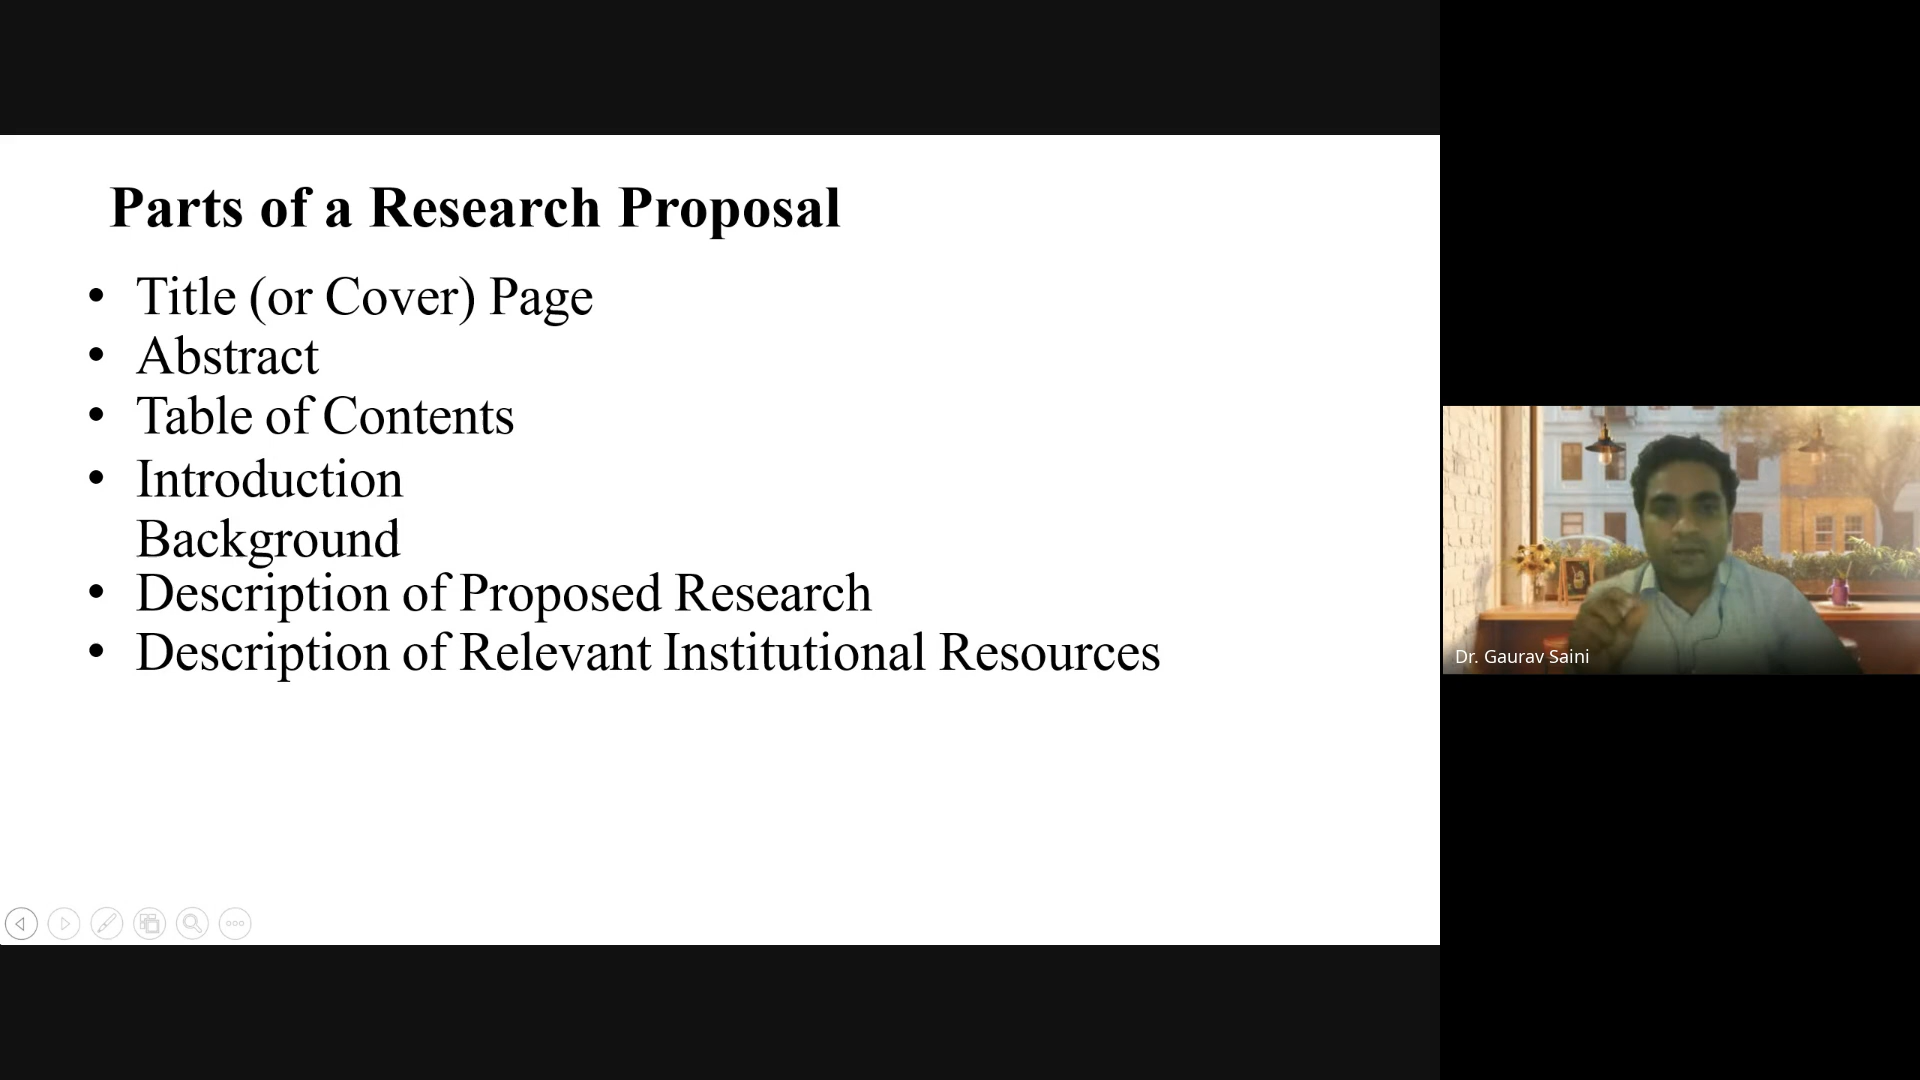 Parts of a Research Proposal
• Title (or Cover) Page
• Abstract
• Table of Contents
• Introduction
Background
• Description of Proposed Research
• Description of Relevant Institutional Resources
Dr. Gaurav Saini